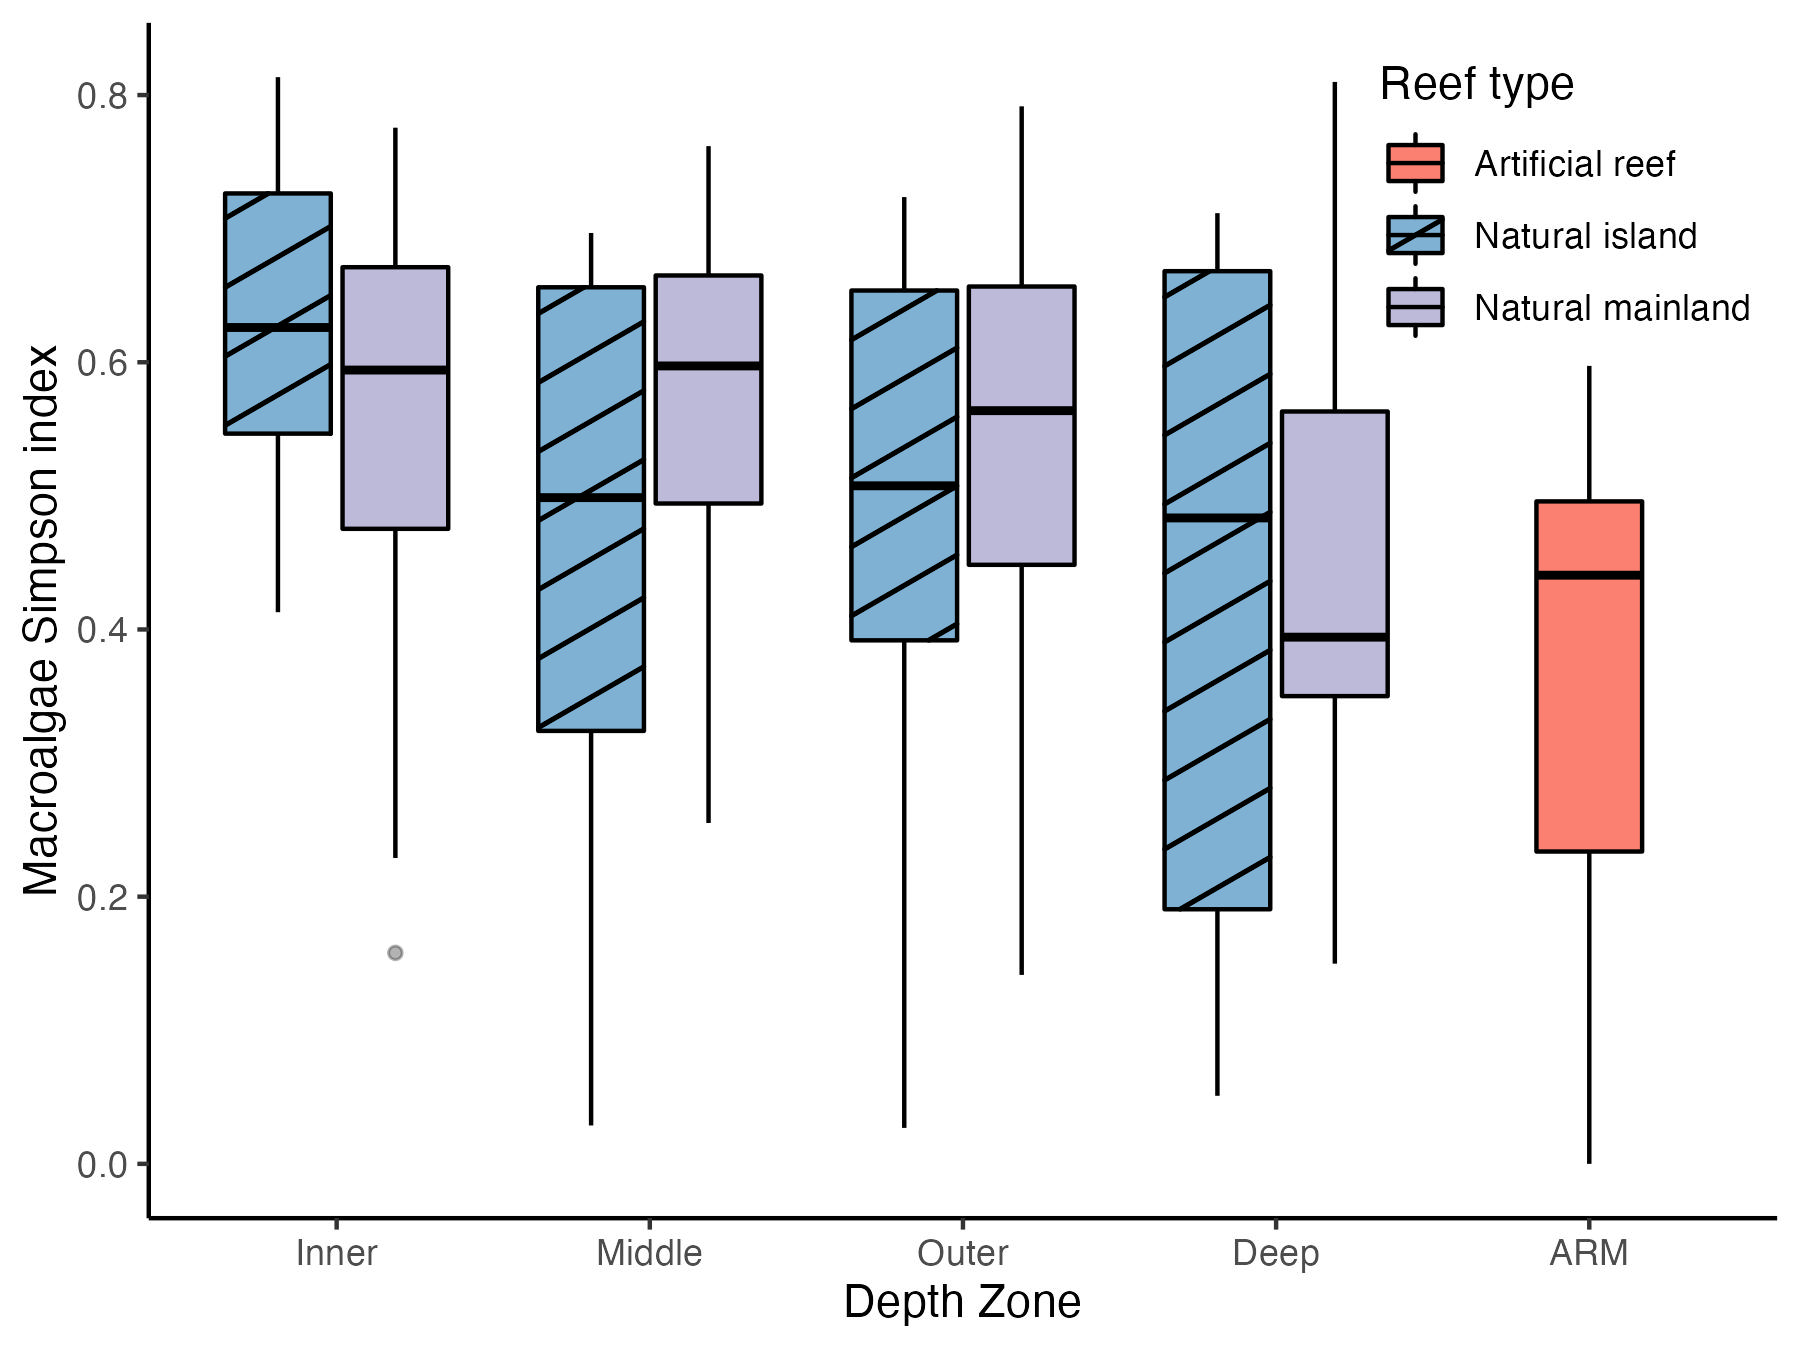 Macroalgae Simpson index
0.8
0.6
0.4
0.2
0.0
Reef type
Artificial reef
Natural island
Natural mainland
Inner Middle Outer Deep ARM
Depth Zone